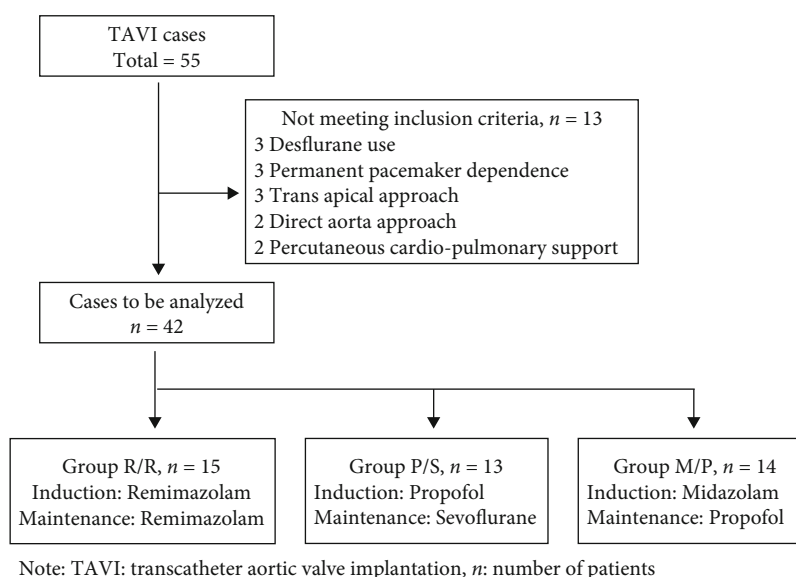 TAVI cases
Total = 55
Not meeting inclusion criteria, n = 13
3 Desflurane use
3 Permanent pacemaker dependence
3 Trans apical approach
2 Direct aorta approach
2 Percutaneous cardio-pulmonary support
Cases to be analyzed
n = 42
Group R/R, n = 15
Induction: Remimazolam
Maintenance: Remimazolam
Group P/S, n = 13
Induction: Propofol
Maintenance: Sevoflurane
Group M/P, n = 14
Induction: Midazolam
Maintenance: Propofol
Note: TAVI: transcatheter aortic valve implantation, n: number of patients